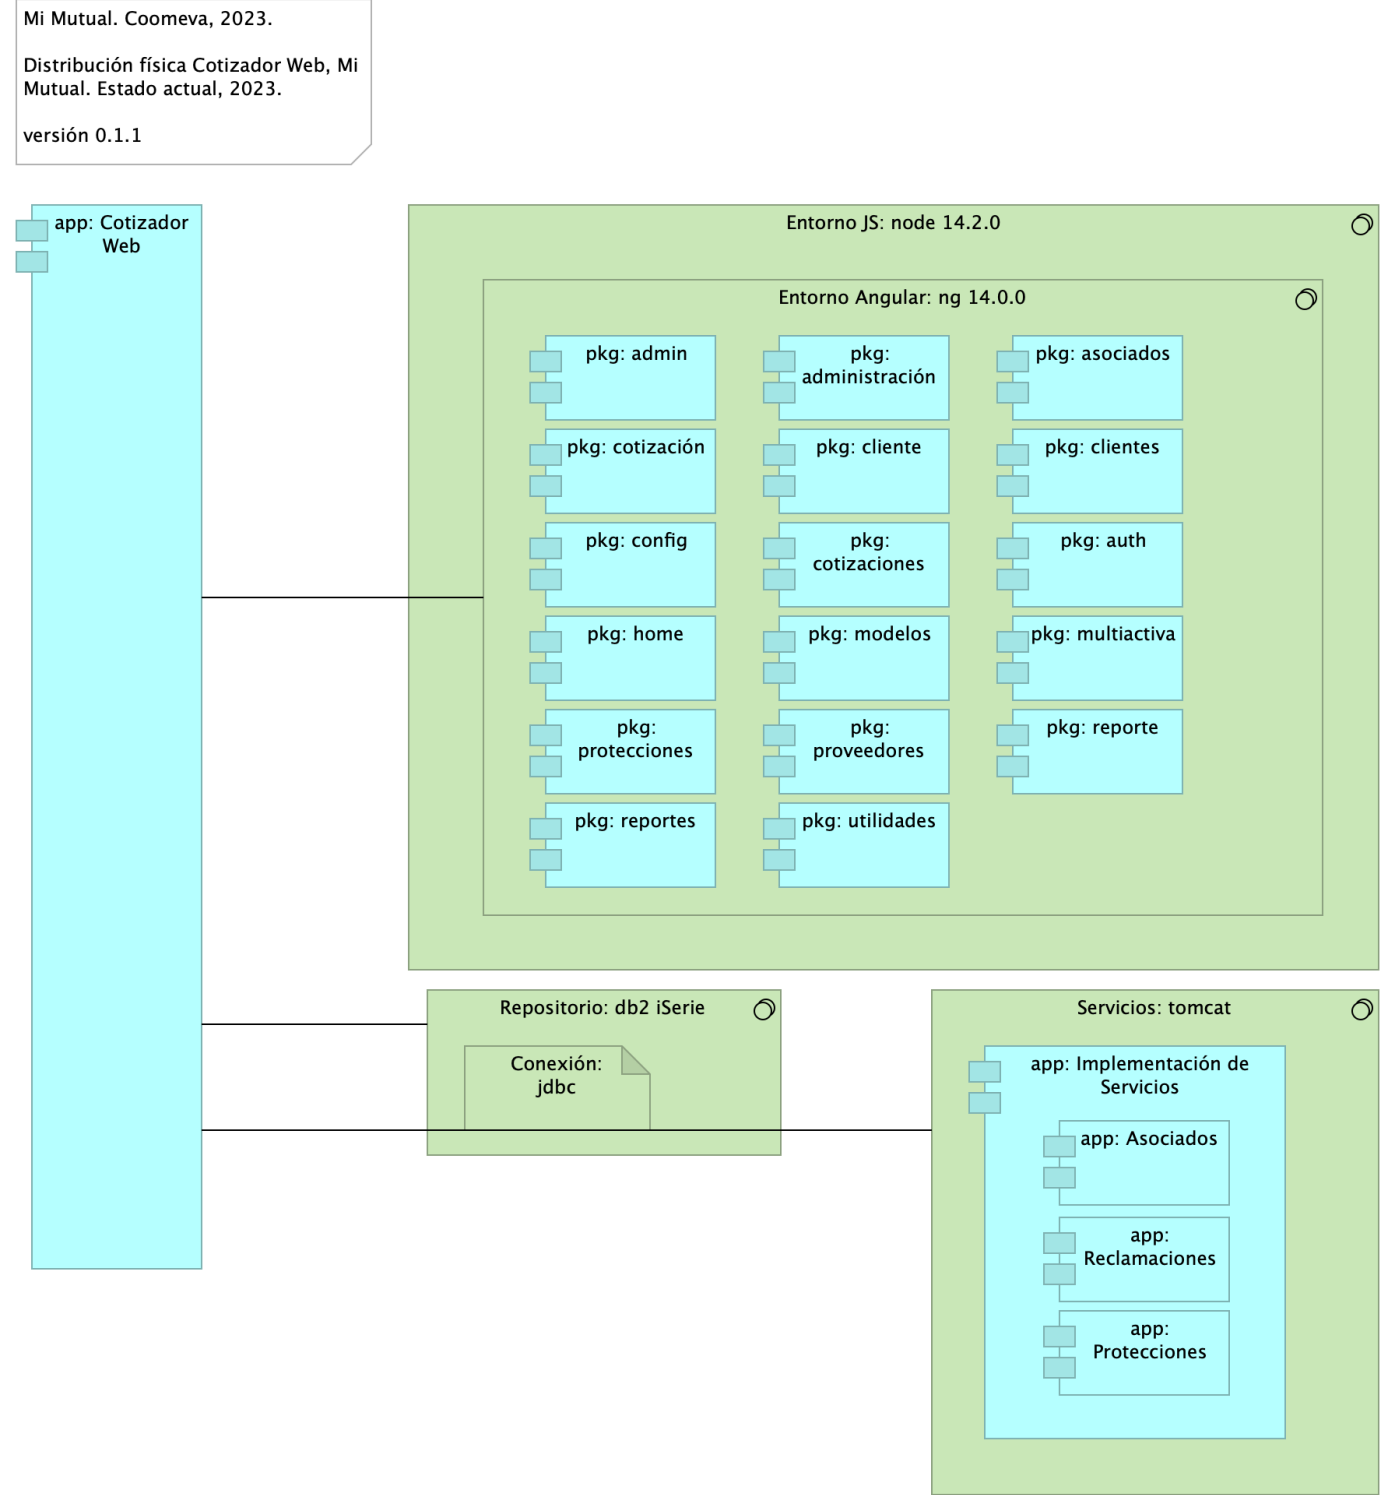 Mi Mutual. Coomeva, 2023.
Distribución física Cotizador Web, Mi
Mutual. Estado actual, 2023.
versión 0.1.1
app: Cotizador
Web
Entorno JS: node 14.2.0
Entorno Angular: ng 14.0.0
pkg: admin
pkg:
administración
pkg: asociados
pkg: cotización
pkg: cliente
pkg: clientes
pkg: config
pkg:
cotizaciones
pkg: auth
pkg: home
pkg: modelos
pkg: multiactiva
pkg:
protecciones
pkg:
proveedores
pkg: reporte
pkg: reportes
pkg: utilidades
Repositorio: db2 iSerie
Conexión:
jdbc
Servicios: tomcat
app: Implementación de
Servicios
app: Asociados
app:
Reclamaciones
app:
Protecciones